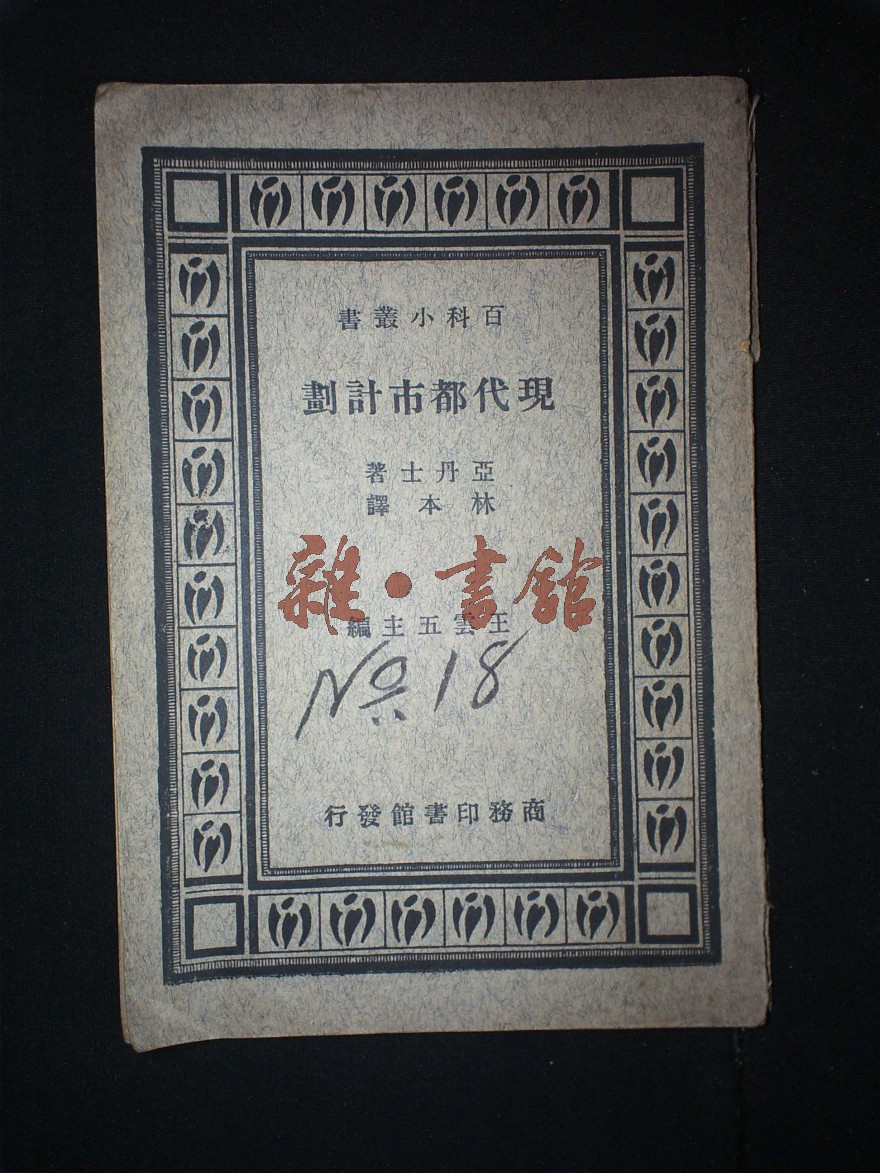 百科小叢書
現代都市計劃
亞丹士著
林本譯
雜·書館
王雲五主編
No. 18
商務印書館發行